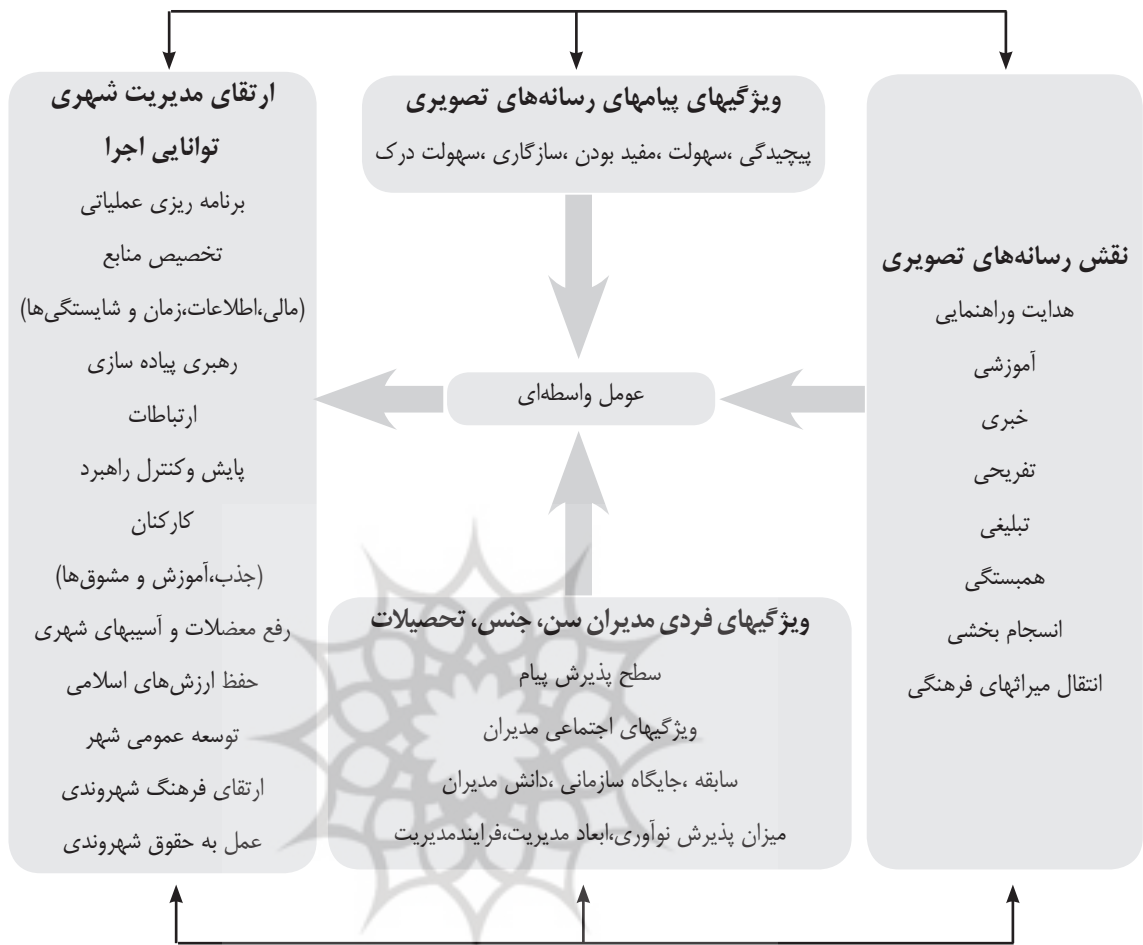 نقش رسانه‌های تصویری
هدایت وراهنمایی
آموزشی
خبری
تفریحی
تبلیغی
همبستگی
انسجام بخشی
انتقال میراثهای فرهنگی
ویژگیهای پیامهای رسانه‌های تصویری
پیچیدگی ،سهولت ،مفید بودن ،سازگاری ،سهولت درک
عومل واسطه‌ای
ویژگیهای فردی مدیران سن، جنس، تحصیلات
سطح پذیرش پیام
ویژگیهای اجتماعی مدیران
سابقه ،جایگاه سازمانی ،دانش مدیران
میزان پذیرش نوآوری،ابعاد مدیریت،فرایندمدیریت
ارتقای مدیریت شهری
توانایی اجرا
برنامه ریزی عملیاتی
تخصیص منابع
(مالی،اطلاعات،زمان و شایستگی‌ها)
رهبری پیاده سازی
ارتباطات
پایش وکنترل راهبرد
کارکنان
(جذب،آموزش و مشوق‌ها)
رفع معضلات و آسیبهای شهری
حفظ ارزش‌های اسلامی
توسعه عمومی شهر
ارتقای فرهنگ شهروندی
عمل به حقوق شهروندی